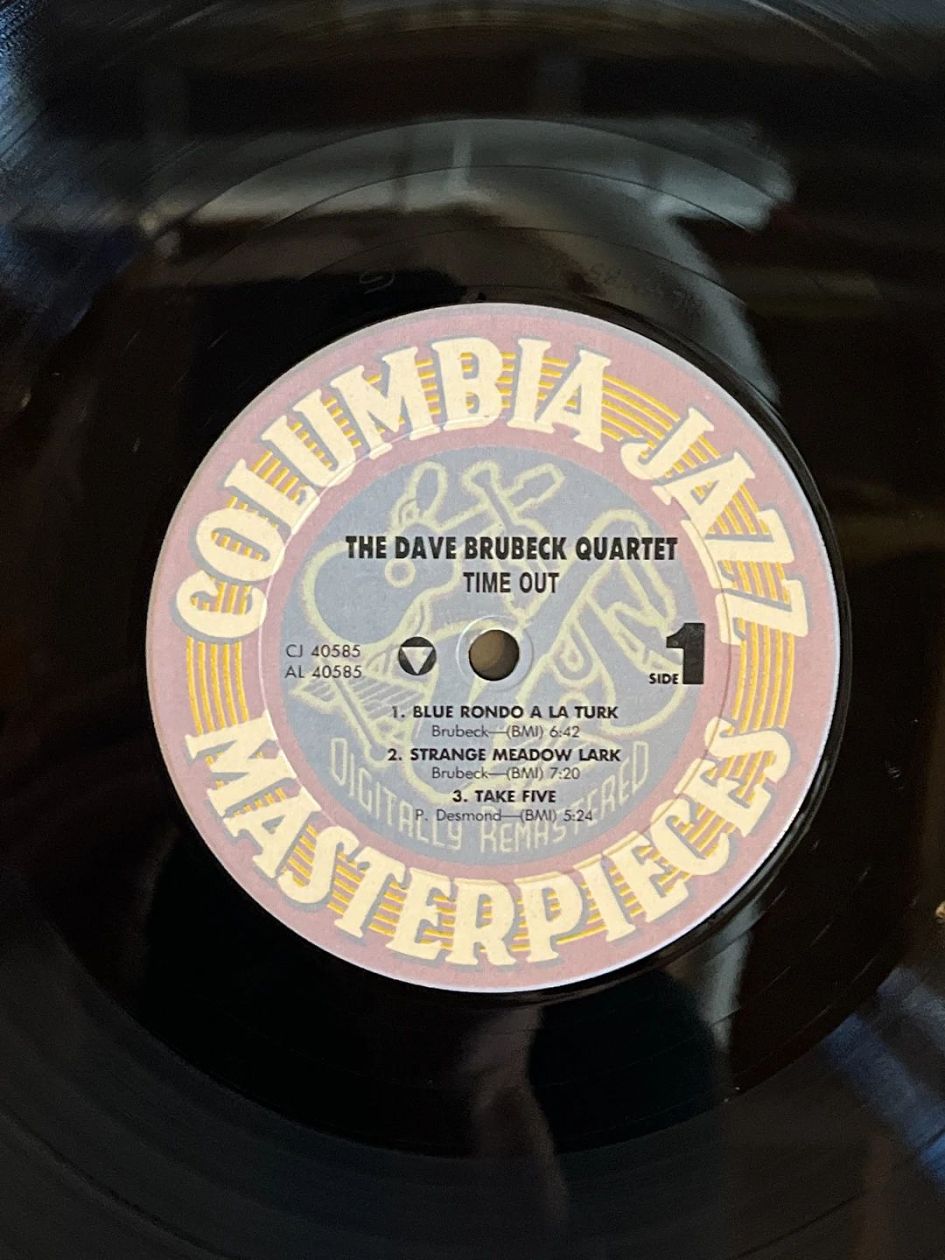 COLUMBIA JAZZ
THE DAVE BRUBECK QUARTET
TIME OUT
CJ 40585
AL 40585
SIDE 1
1. BLUE RONDO A LA TURK
Brubeck—(BMI) 6:42
2. STRANGE MEADOW LARK
Brubeck—(BMI) 7:20
3. TAKE FIVE
P. Desmond—(BMI) 5:24
DIGITALLY REMASTERED
MASTERPIECES